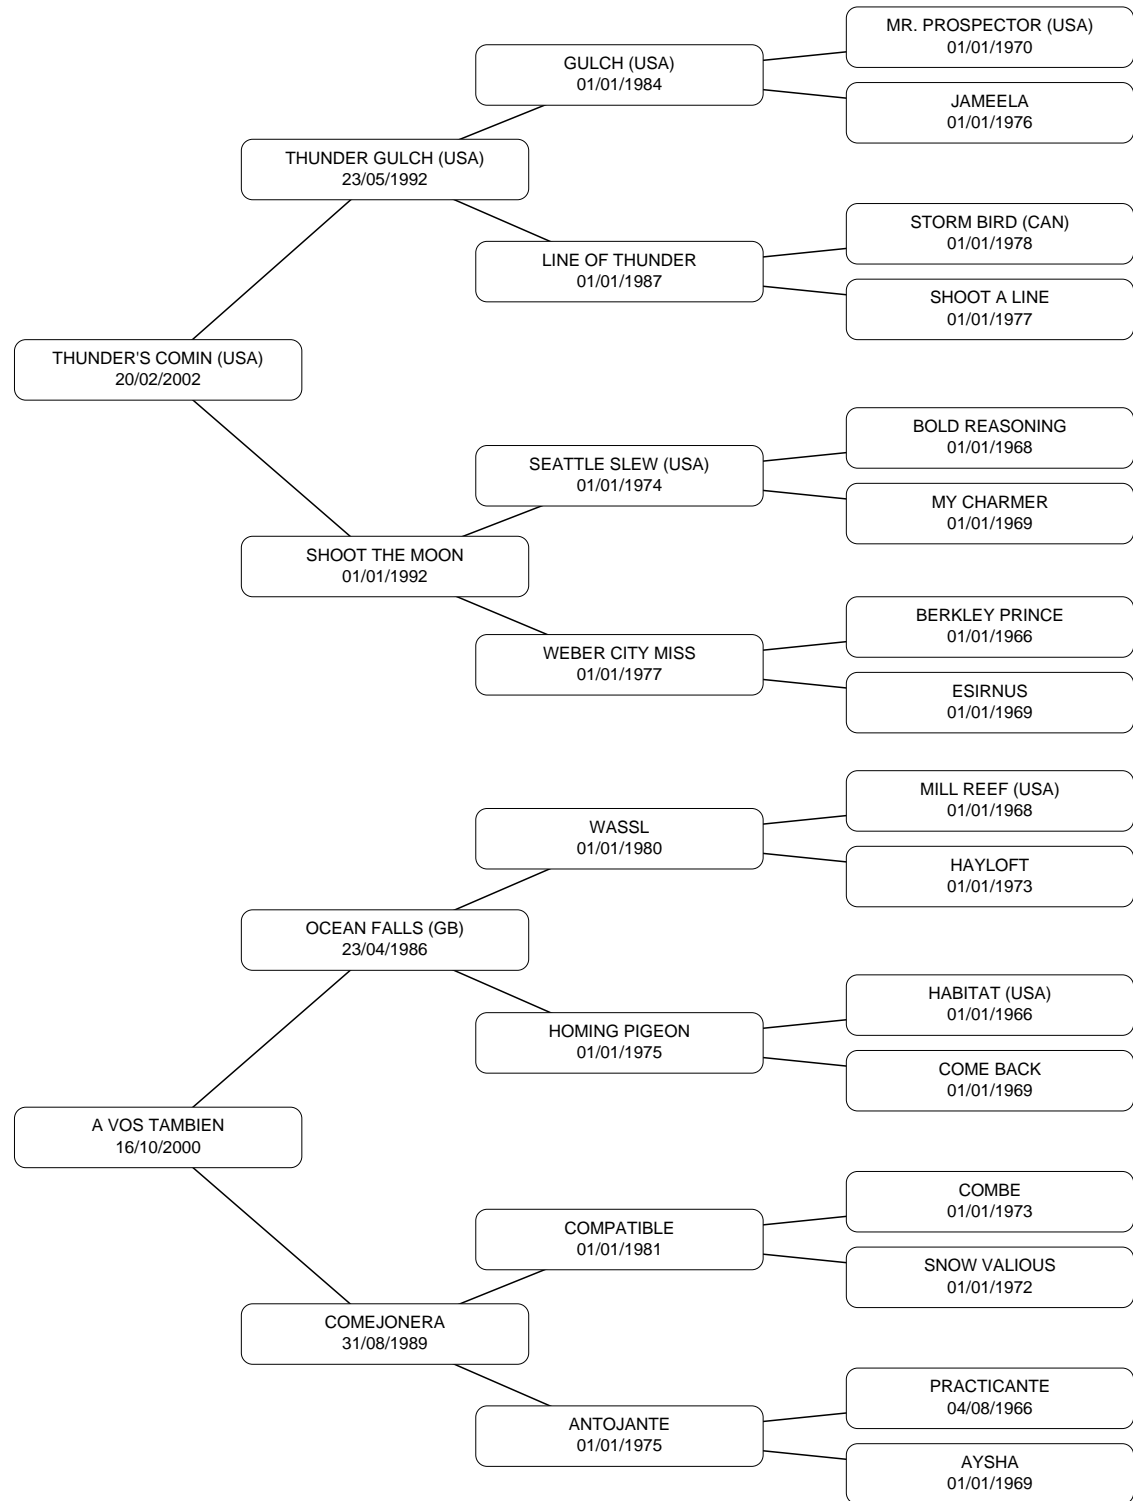 MR. PROSPECTOR (USA)
01/01/1970
GULCH (USA)
01/01/1984
JAMEELA
01/01/1976
THUNDER GULCH (USA)
23/05/1992
STORM BIRD (CAN)
01/01/1978
LINE OF THUNDER
01/01/1987
SHOOT A LINE
01/01/1977
THUNDER'S COMIN (USA)
20/02/2002
BOLD REASONING
01/01/1968
SEATTLE SLEW (USA)
01/01/1974
MY CHARMER
01/01/1969
SHOOT THE MOON
01/01/1992
BERKLEY PRINCE
01/01/1966
WEBER CITY MISS
01/01/1977
ESIRNUS
01/01/1969
MILL REEF (USA)
01/01/1968
WASSL
01/01/1980
HAYLOFT
01/01/1973
OCEAN FALLS (GB)
23/04/1986
HABITAT (USA)
01/01/1966
HOMING PIGEON
01/01/1975
COME BACK
01/01/1969
A VOS TAMBIEN
16/10/2000
COMBE
01/01/1973
COMPATIBLE
01/01/1981
SNOW VALIOUS
01/01/1972
COMEJONERA
31/08/1989
PRACTICANTE
04/08/1966
ANTOJANTE
01/01/1975
AYSHA
01/01/1969